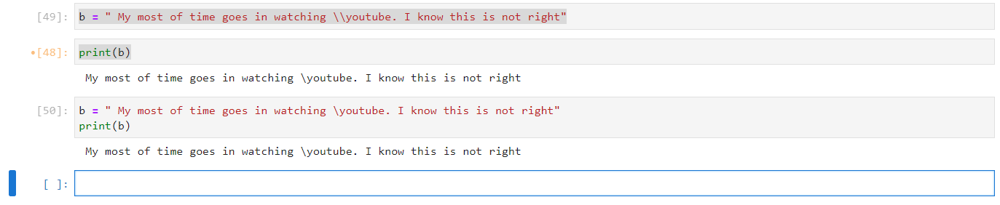 [49]: b = " My most of time goes in watching \\youtube. I know this is not right"
•[48]: print(b)
My most of time goes in watching \youtube. I know this is not right
[50]: b = " My most of time goes in watching \youtube. I know this is not right"
print(b)
My most of time goes in watching \youtube. I know this is not right
[ ]: